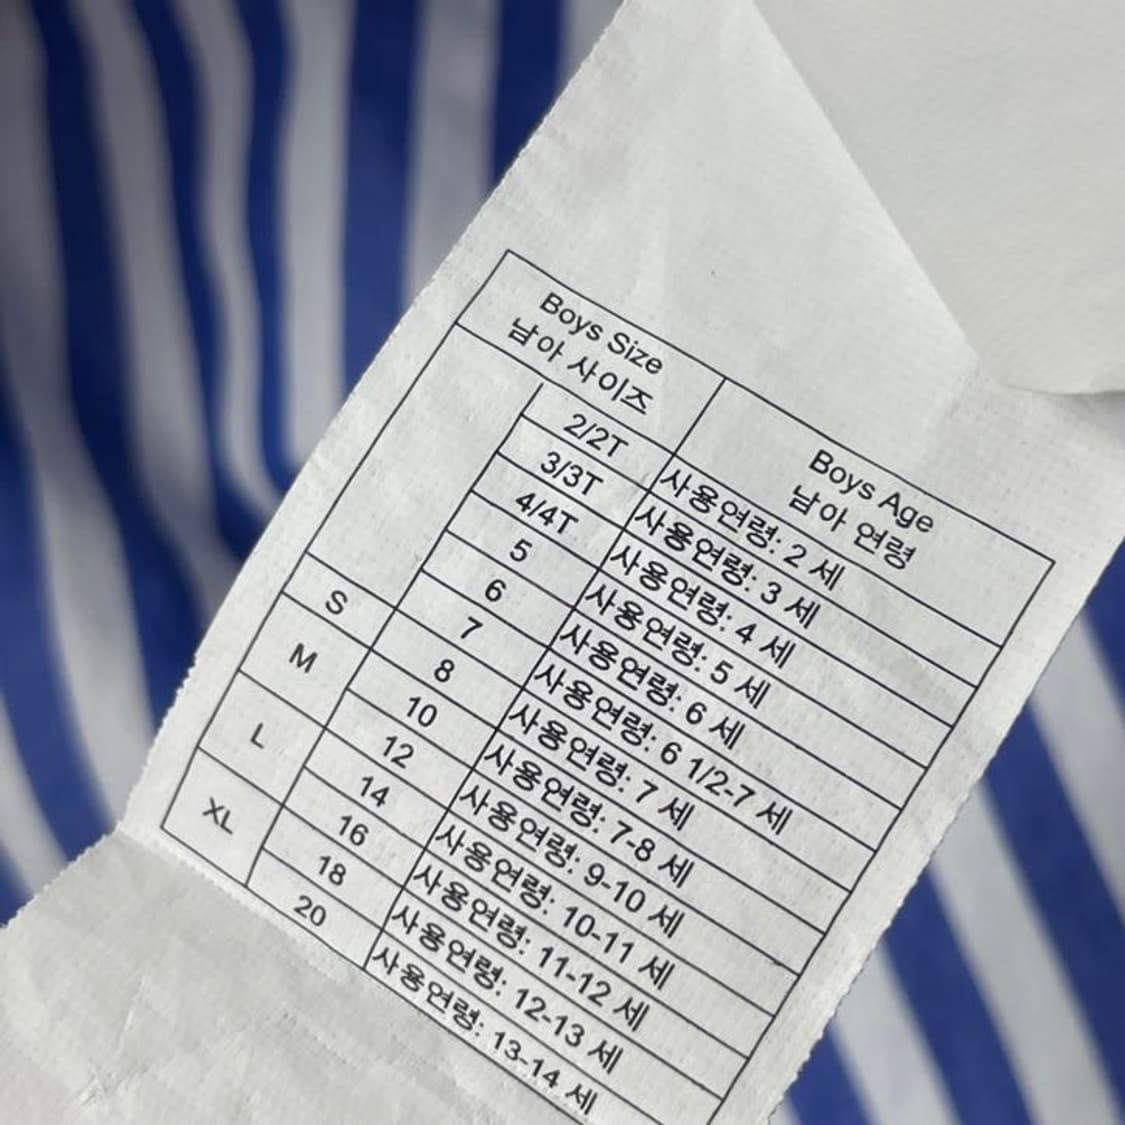 Boys Size
남아 사이즈
Boys Age
남아 연령
2/2T 사용연령: 2 세
3/3T 사용연령: 3 세
4/4T 사용연령: 4 세
5 사용연령: 5 세
6 사용연령: 6 세
S 7 사용연령: 6 1/2-7 세
M 8 사용연령: 7 세
10 사용연령: 7-8 세
L 12 사용연령: 9-10 세
14 사용연령: 10-11 세
XL 16 사용연령: 11-12 세
18 사용연령: 12-13 세
20 사용연령: 13-14 세